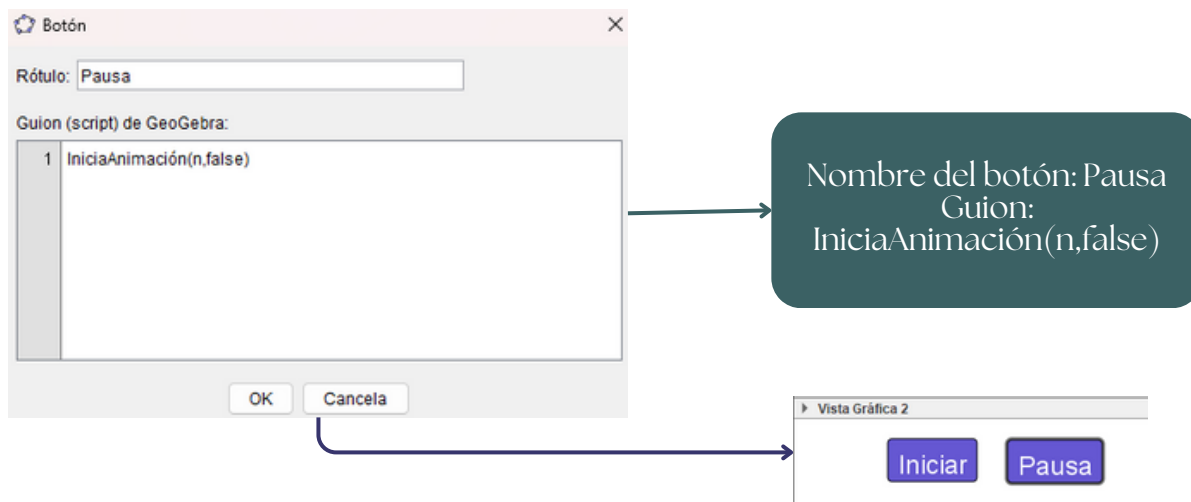 Botón
Rótulo: Pausa
Guion (script) de GeoGebra:
1 IniciaAnimación(n,false)
OK Cancela
Nombre del botón: Pausa
Guion:
IniciaAnimación(n,false)
Vista Gráfica 2
Iniciar Pausa